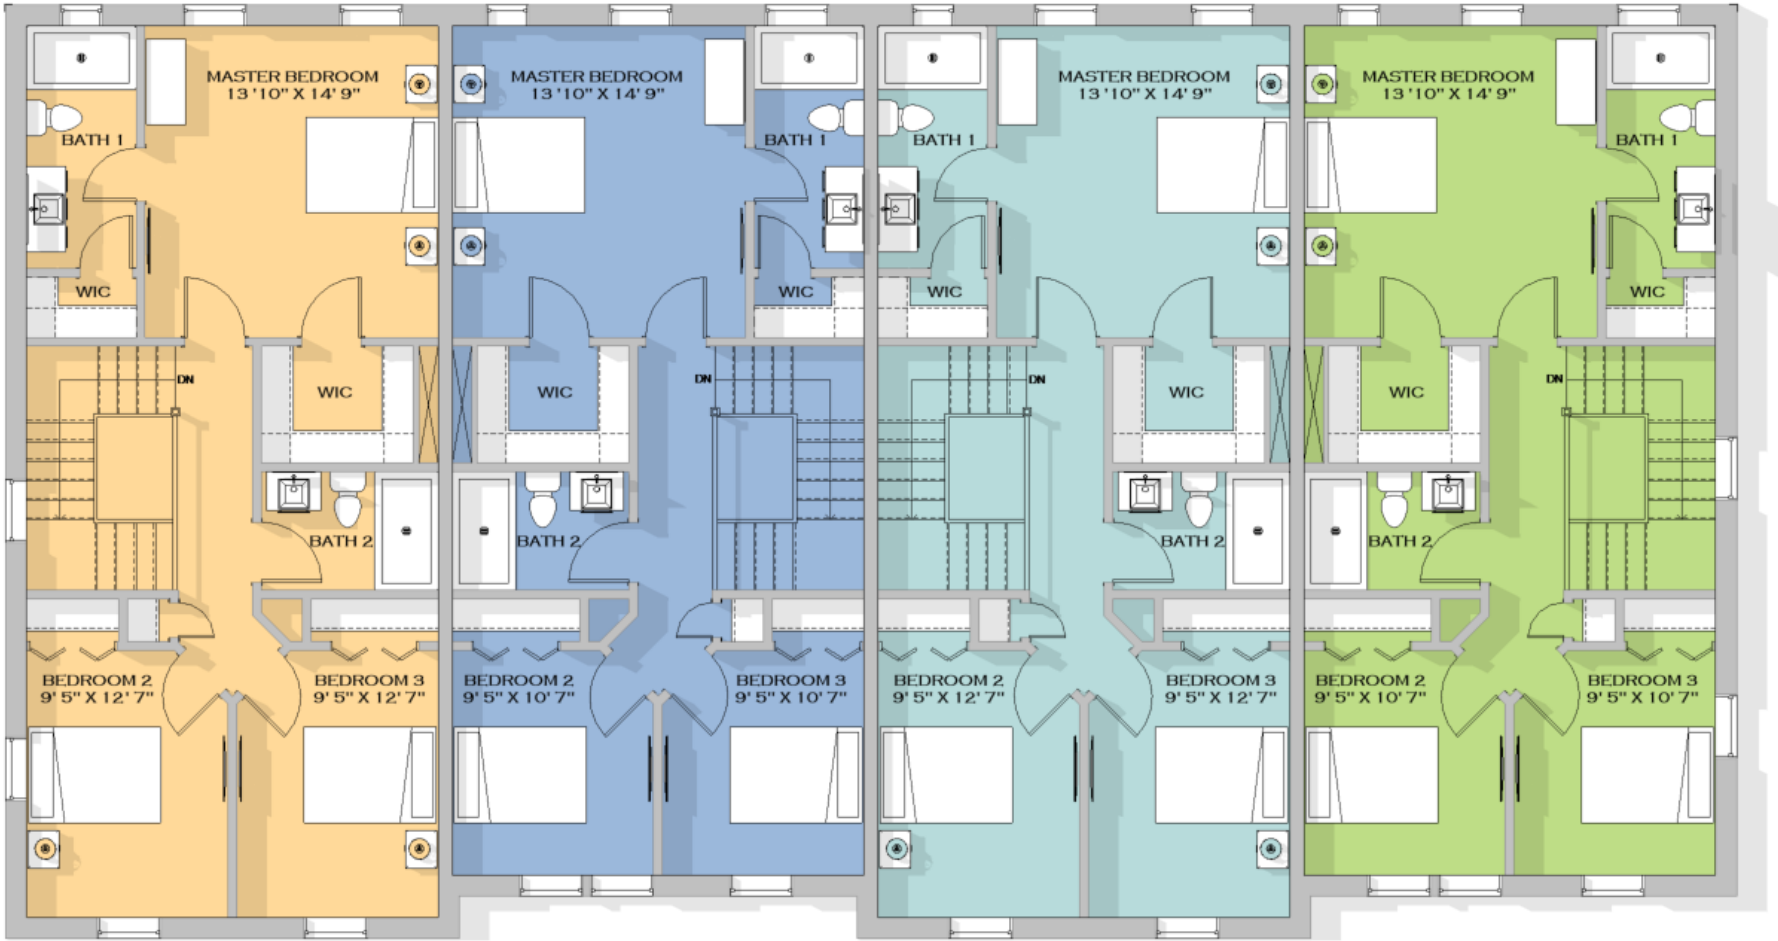 MASTER BEDROOM
13 '10" X 14' 9"
BATH 1
WIC
DN
WIC
BATH 2
BEDROOM 2
9' 5" X 12' 7"
BEDROOM 3
9' 5" X 12' 7"
MASTER BEDROOM
13 '10" X 14' 9"
BATH 1
WIC
WIC
DN
BATH 2
BEDROOM 2
9' 5" X 10' 7"
BEDROOM 3
9' 5" X 10' 7"
MASTER BEDROOM
13 '10" X 14' 9"
BATH 1
WIC
DN
WIC
BATH 2
BEDROOM 2
9' 5" X 12' 7"
BEDROOM 3
9' 5" X 12' 7"
MASTER BEDROOM
13 '10" X 14' 9"
BATH 1
WIC
WIC
DN
BATH 2
BEDROOM 2
9' 5" X 10' 7"
BEDROOM 3
9' 5" X 10' 7"